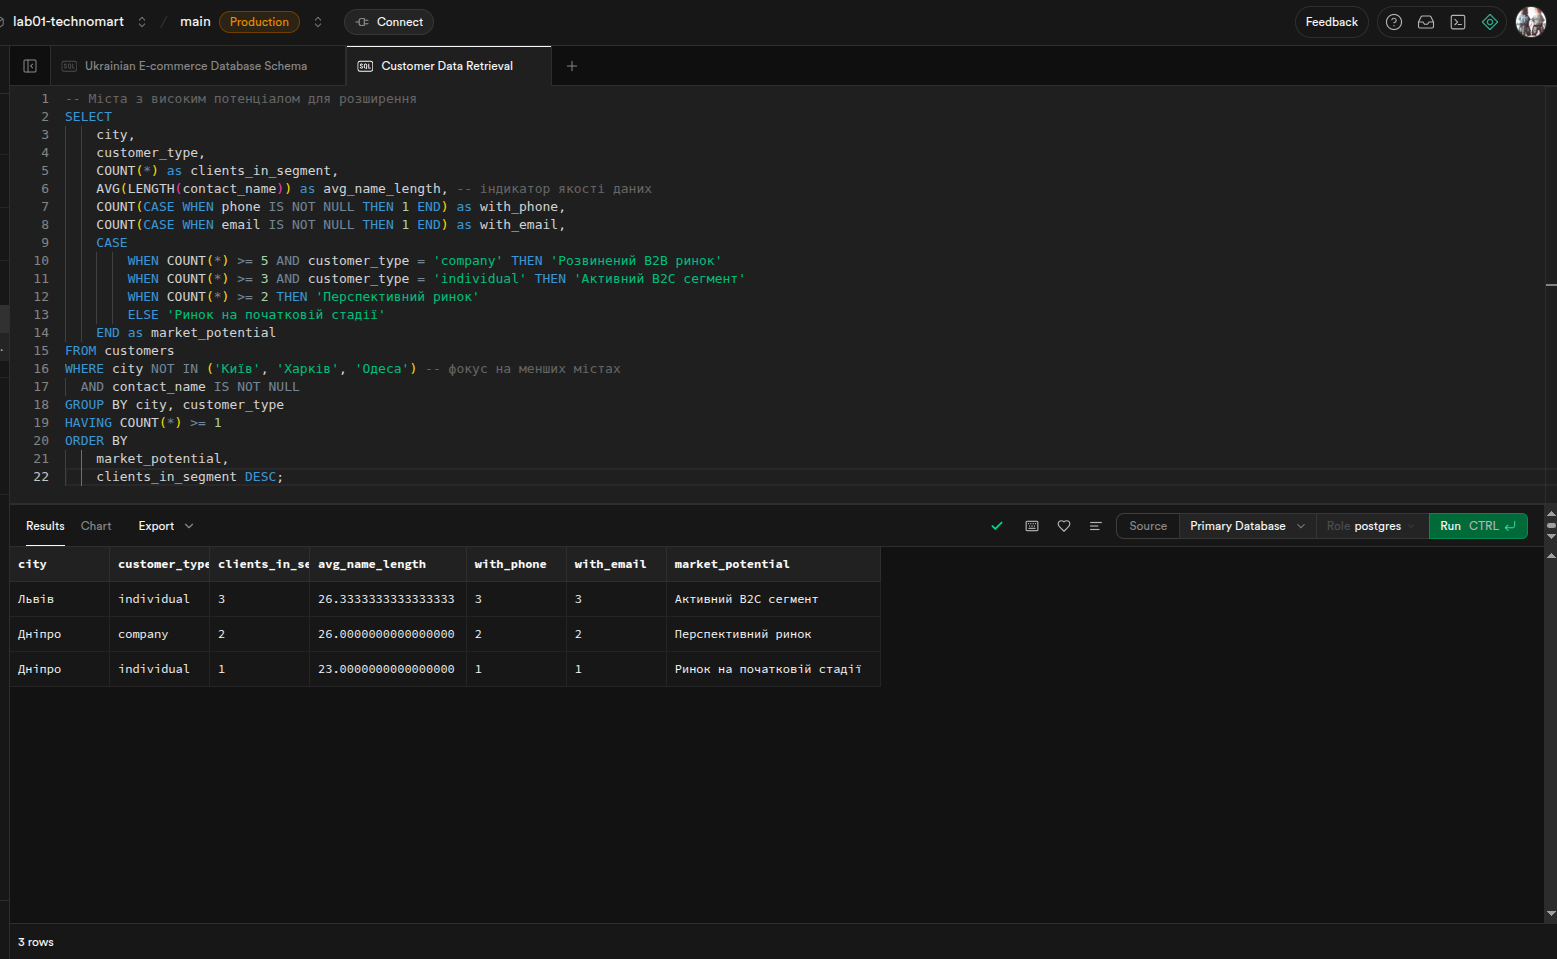 lab01-technomart / main Production Connect Feedback
Ukrainian E-commerce Database Schema Customer Data Retrieval +
1 -- Міста з високим потенціалом для розширення
2 SELECT
3 city,
4 customer_type,
5 COUNT(*) as clients_in_segment,
6 AVG(LENGTH(contact_name)) as avg_name_length, -- індикатор якості даних
7 COUNT(CASE WHEN phone IS NOT NULL THEN 1 END) as with_phone,
8 COUNT(CASE WHEN email IS NOT NULL THEN 1 END) as with_email,
9 CASE
10 WHEN COUNT(*) >= 5 AND customer_type = 'company' THEN 'Розвинений B2B ринок'
11 WHEN COUNT(*) >= 3 AND customer_type = 'individual' THEN 'Активний B2C сегмент'
12 WHEN COUNT(*) >= 2 THEN 'Перспективний ринок'
13 ELSE 'Ринок на початковій стадії'
14 END as market_potential
15 FROM customers
16 WHERE city NOT IN ('Київ', 'Харків', 'Одеса') -- фокус на менших містах
17 AND contact_name IS NOT NULL
18 GROUP BY city, customer_type
19 HAVING COUNT(*) >= 1
20 ORDER BY
21 market_potential,
22 clients_in_segment DESC;
Results Chart Export Source Primary Database Role postgres Run CTRL
city customer_type clients_in_se avg_name_length with_phone with_email market_potential
Львів individual 3 26.3333333333333333 3 3 Активний B2C сегмент
Дніпро company 2 26.0000000000000000 2 2 Перспективний ринок
Дніпро individual 1 23.0000000000000000 1 1 Ринок на початковій стадії
3 rows